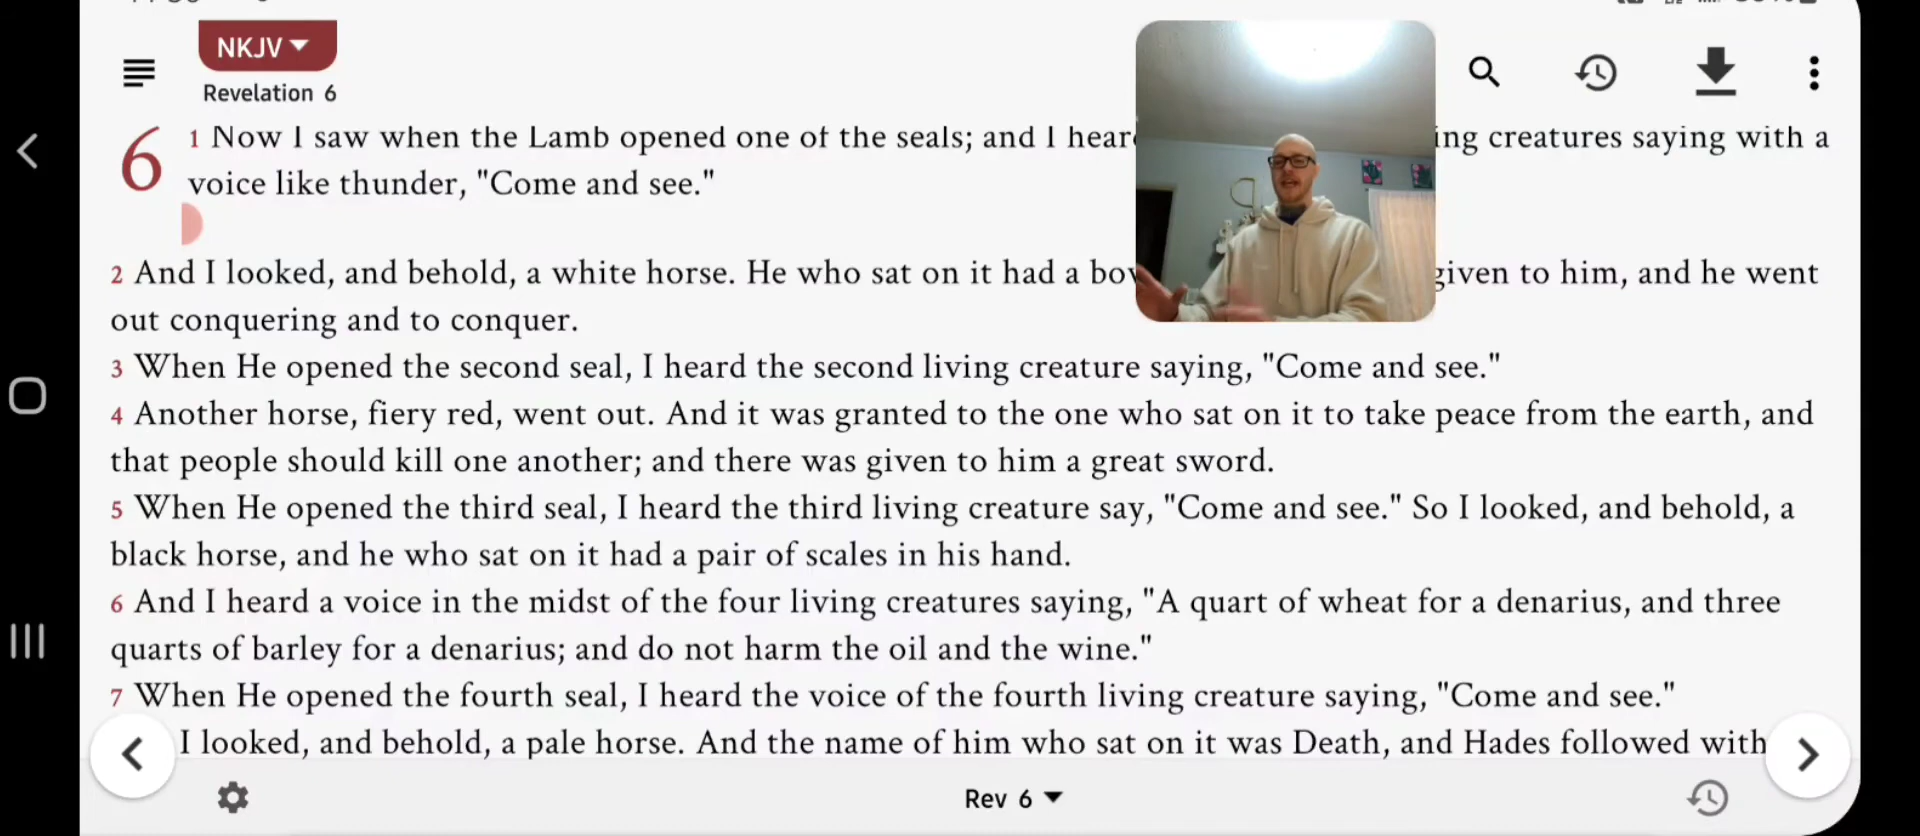 NKJV
Revelation 6
6 1 Now I saw when the Lamb opened one of the seals; and I hear ing creatures saying with a
voice like thunder, "Come and see."
2 And I looked, and behold, a white horse. He who sat on it had a given to him, and he went
out conquering and to conquer.
3 When He opened the second seal, I heard the second living creature saying, "Come and see."
4 Another horse, fiery red, went out. And it was granted to the one who sat on it to take peace from the earth, and
that people should kill one another; and there was given to him a great sword.
5 When He opened the third seal, I heard the third living creature say, "Come and see." So I looked, and behold, a
black horse, and he who sat on it had a pair of scales in his hand.
6 And I heard a voice in the midst of the four living creatures saying, "A quart of wheat for a denarius, and three
quarts of barley for a denarius; and do not harm the oil and the wine."
7 When He opened the fourth seal, I heard the voice of the fourth living creature saying, "Come and see."
I looked, and behold, a pale horse. And the name of him who sat on it was Death, and Hades followed with
Rev 6